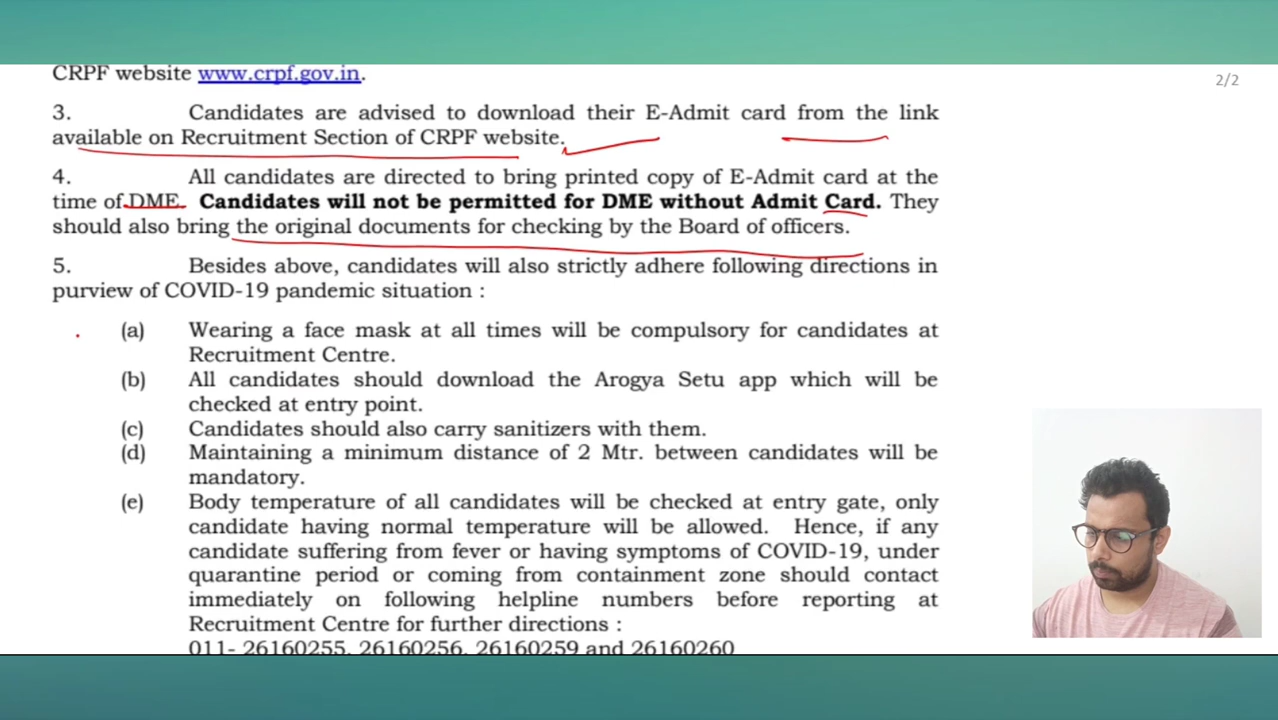 CRPF website www.crpf.gov.in.
2/2
3. Candidates are advised to download their E-Admit card from the link
available on Recruitment Section of CRPF website.
4. All candidates are directed to bring printed copy of E-Admit card at the
time of DME. Candidates will not be permitted for DME without Admit Card. They
should also bring the original documents for checking by the Board of officers.
5. Besides above, candidates will also strictly adhere following directions in
purview of COVID-19 pandemic situation :
(a) Wearing a face mask at all times will be compulsory for candidates at
Recruitment Centre.
(b) All candidates should download the Arogya Setu app which will be
checked at entry point.
(c) Candidates should also carry sanitizers with them.
(d) Maintaining a minimum distance of 2 Mtr. between candidates will be
mandatory.
(e) Body temperature of all candidates will be checked at entry gate, only
candidate having normal temperature will be allowed. Hence, if any
candidate suffering from fever or having symptoms of COVID-19, under
quarantine period or coming from containment zone should contact
immediately on following helpline numbers before reporting at
Recruitment Centre for further directions :
011- 26160255, 26160256, 26160259 and 26160260